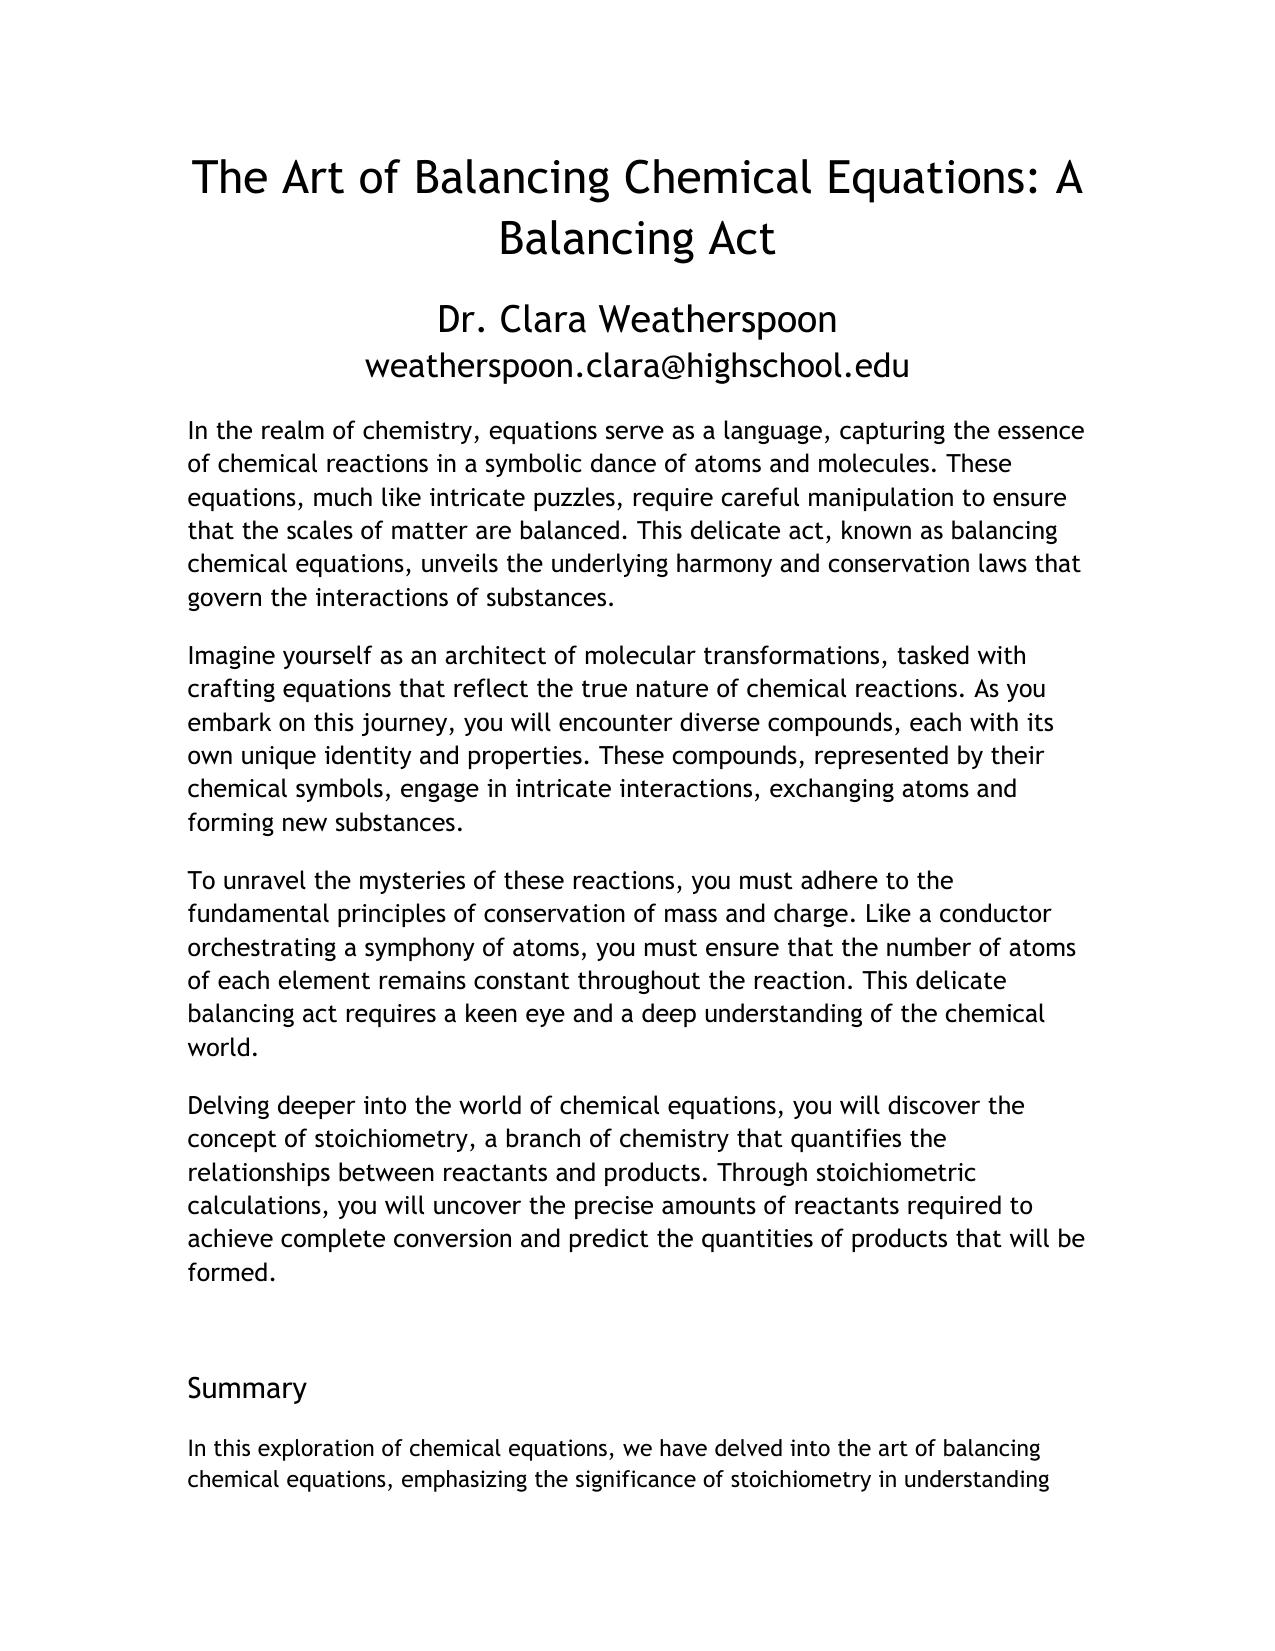 The Art of Balancing Chemical Equations: A
Balancing Act
Dr. Clara Weatherspoon
weatherspoon.clara@highschool.edu
In the realm of chemistry, equations serve as a language, capturing the essence
of chemical reactions in a symbolic dance of atoms and molecules. These
equations, much like intricate puzzles, require careful manipulation to ensure
that the scales of matter are balanced. This delicate act, known as balancing
chemical equations, unveils the underlying harmony and conservation laws that
govern the interactions of substances.
Imagine yourself as an architect of molecular transformations, tasked with
crafting equations that reflect the true nature of chemical reactions. As you
embark on this journey, you will encounter diverse compounds, each with its
own unique identity and properties. These compounds, represented by their
chemical symbols, engage in intricate interactions, exchanging atoms and
forming new substances.
To unravel the mysteries of these reactions, you must adhere to the
fundamental principles of conservation of mass and charge. Like a conductor
orchestrating a symphony of atoms, you must ensure that the number of atoms
of each element remains constant throughout the reaction. This delicate
balancing act requires a keen eye and a deep understanding of the chemical
world.
Delving deeper into the world of chemical equations, you will discover the
concept of stoichiometry, a branch of chemistry that quantifies the
relationships between reactants and products. Through stoichiometric
calculations, you will uncover the precise amounts of reactants required to
achieve complete conversion and predict the quantities of products that will be
formed.
Summary
In this exploration of chemical equations, we have delved into the art of balancing
chemical equations, emphasizing the significance of stoichiometry in understanding